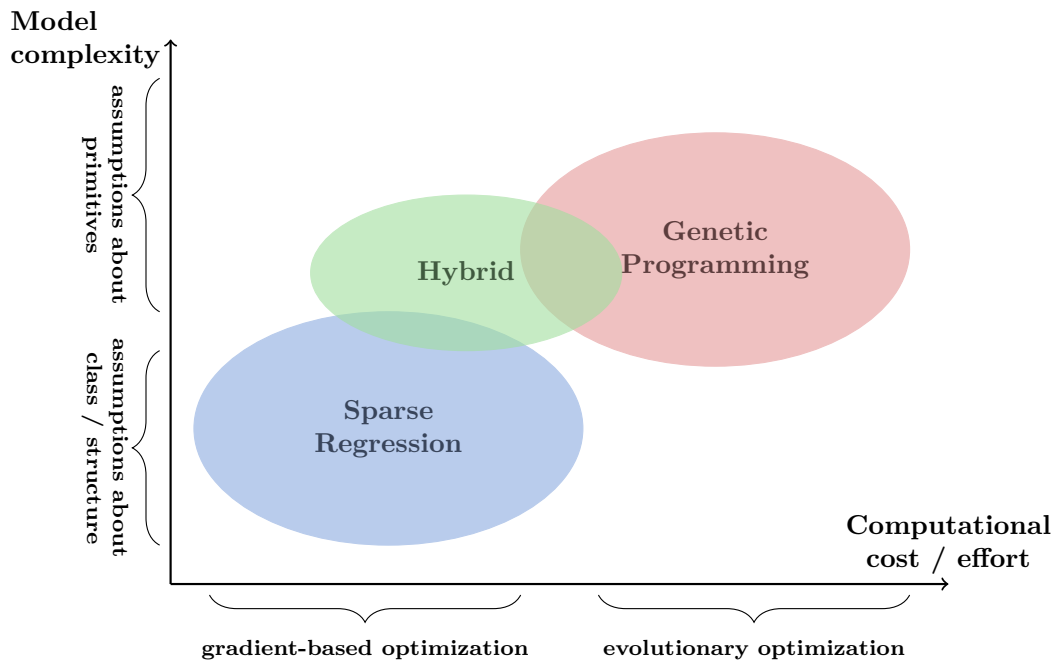 Model
complexity
assumptions about
primitives
Genetic
Programming
Hybrid
assumptions about
class / structure
Sparse
Regression
Computational
cost / effort
gradient-based optimization
evolutionary optimization